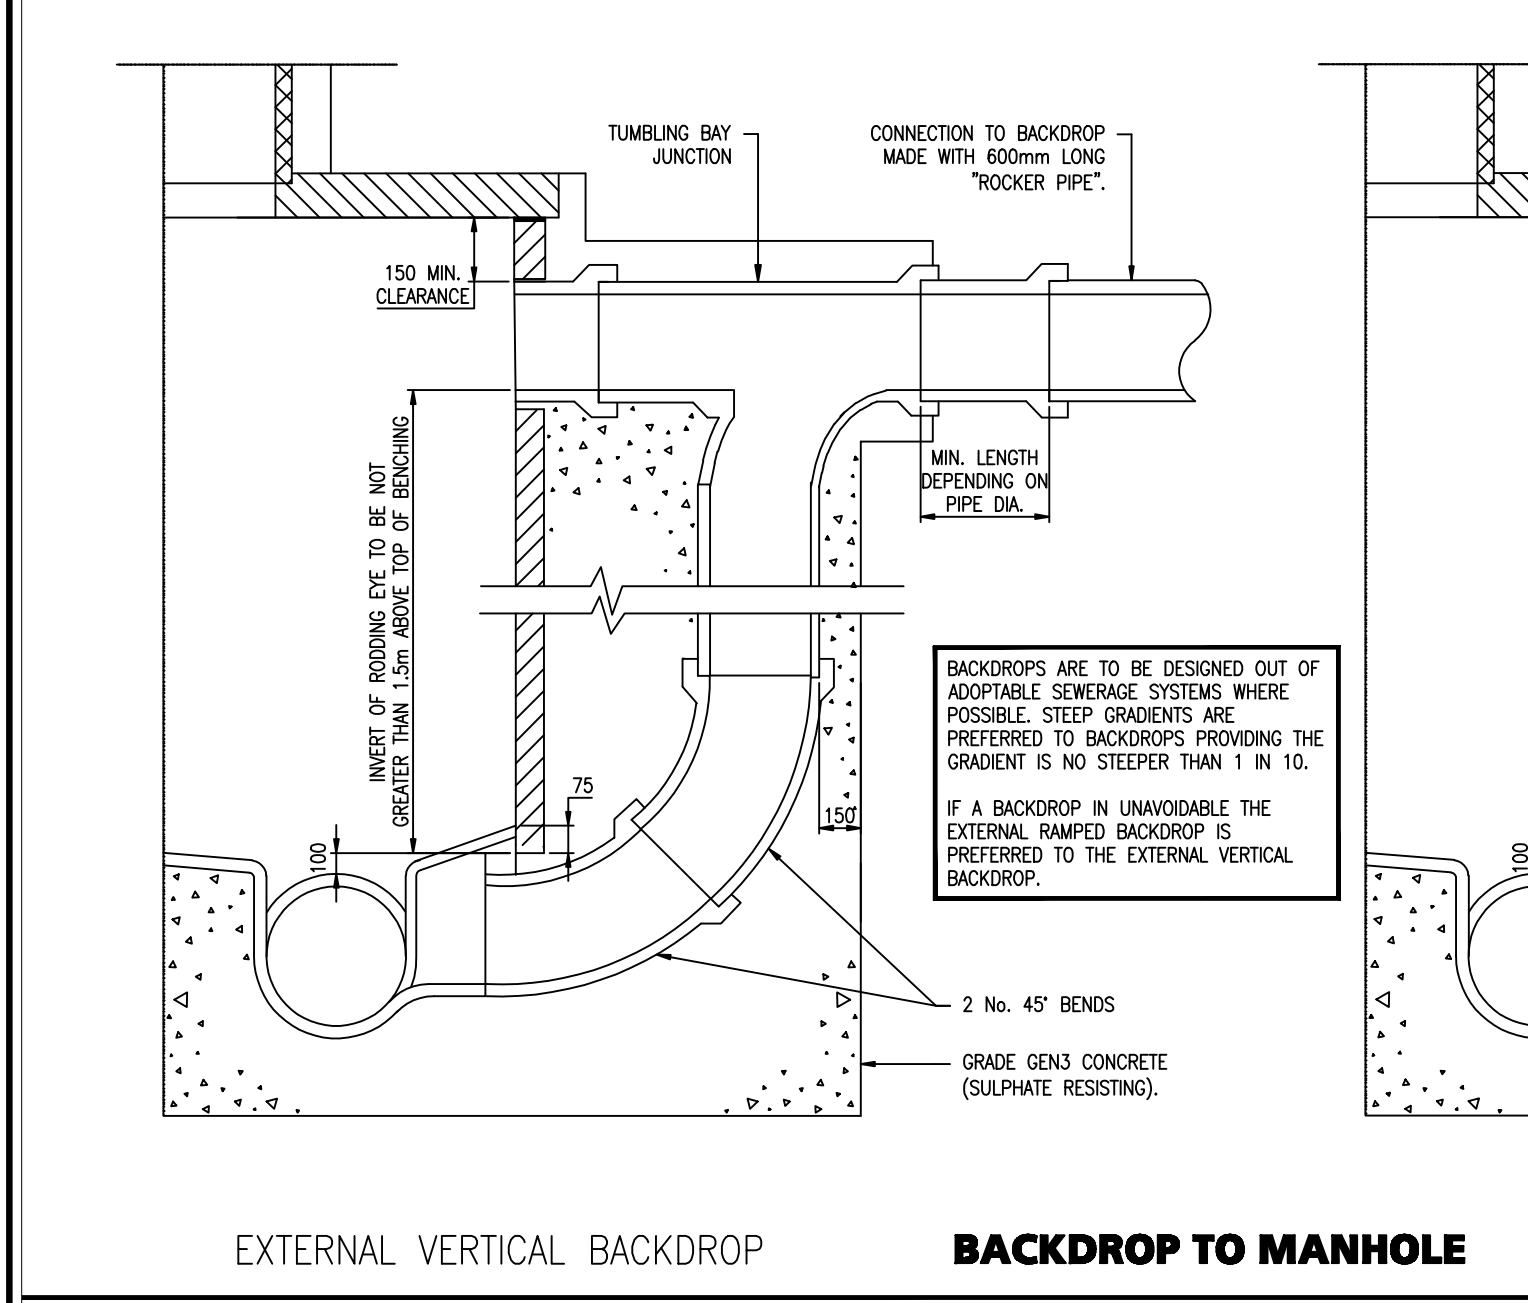 TUMBLING BAY
JUNCTION
CONNECTION TO BACKDROP
MADE WITH 600mm LONG
"ROCKER PIPE".
150 MIN.
CLEARANCE
INVERT OF RODDING EYE TO BE NOT
GREATER THAN 1.5m ABOVE TOP OF BENCHING
MIN. LENGTH
DEPENDING ON
PIPE DIA.
BACKDROPS ARE TO BE DESIGNED OUT OF
ADOPTABLE SEWERAGE SYSTEMS WHERE
POSSIBLE. STEEP GRADIENTS ARE
PREFERRED TO BACKDROPS PROVIDING THE
GRADIENT IS NO STEEPER THAN 1 IN 10.
IF A BACKDROP IN UNAVOIDABLE THE
EXTERNAL RAMPED BACKDROP IS
PREFERRED TO THE EXTERNAL VERTICAL
BACKDROP.
75
150
100
100
2 No. 45° BENDS
GRADE GEN3 CONCRETE
(SULPHATE RESISTING).
EXTERNAL VERTICAL BACKDROP
BACKDROP TO MANHOLE